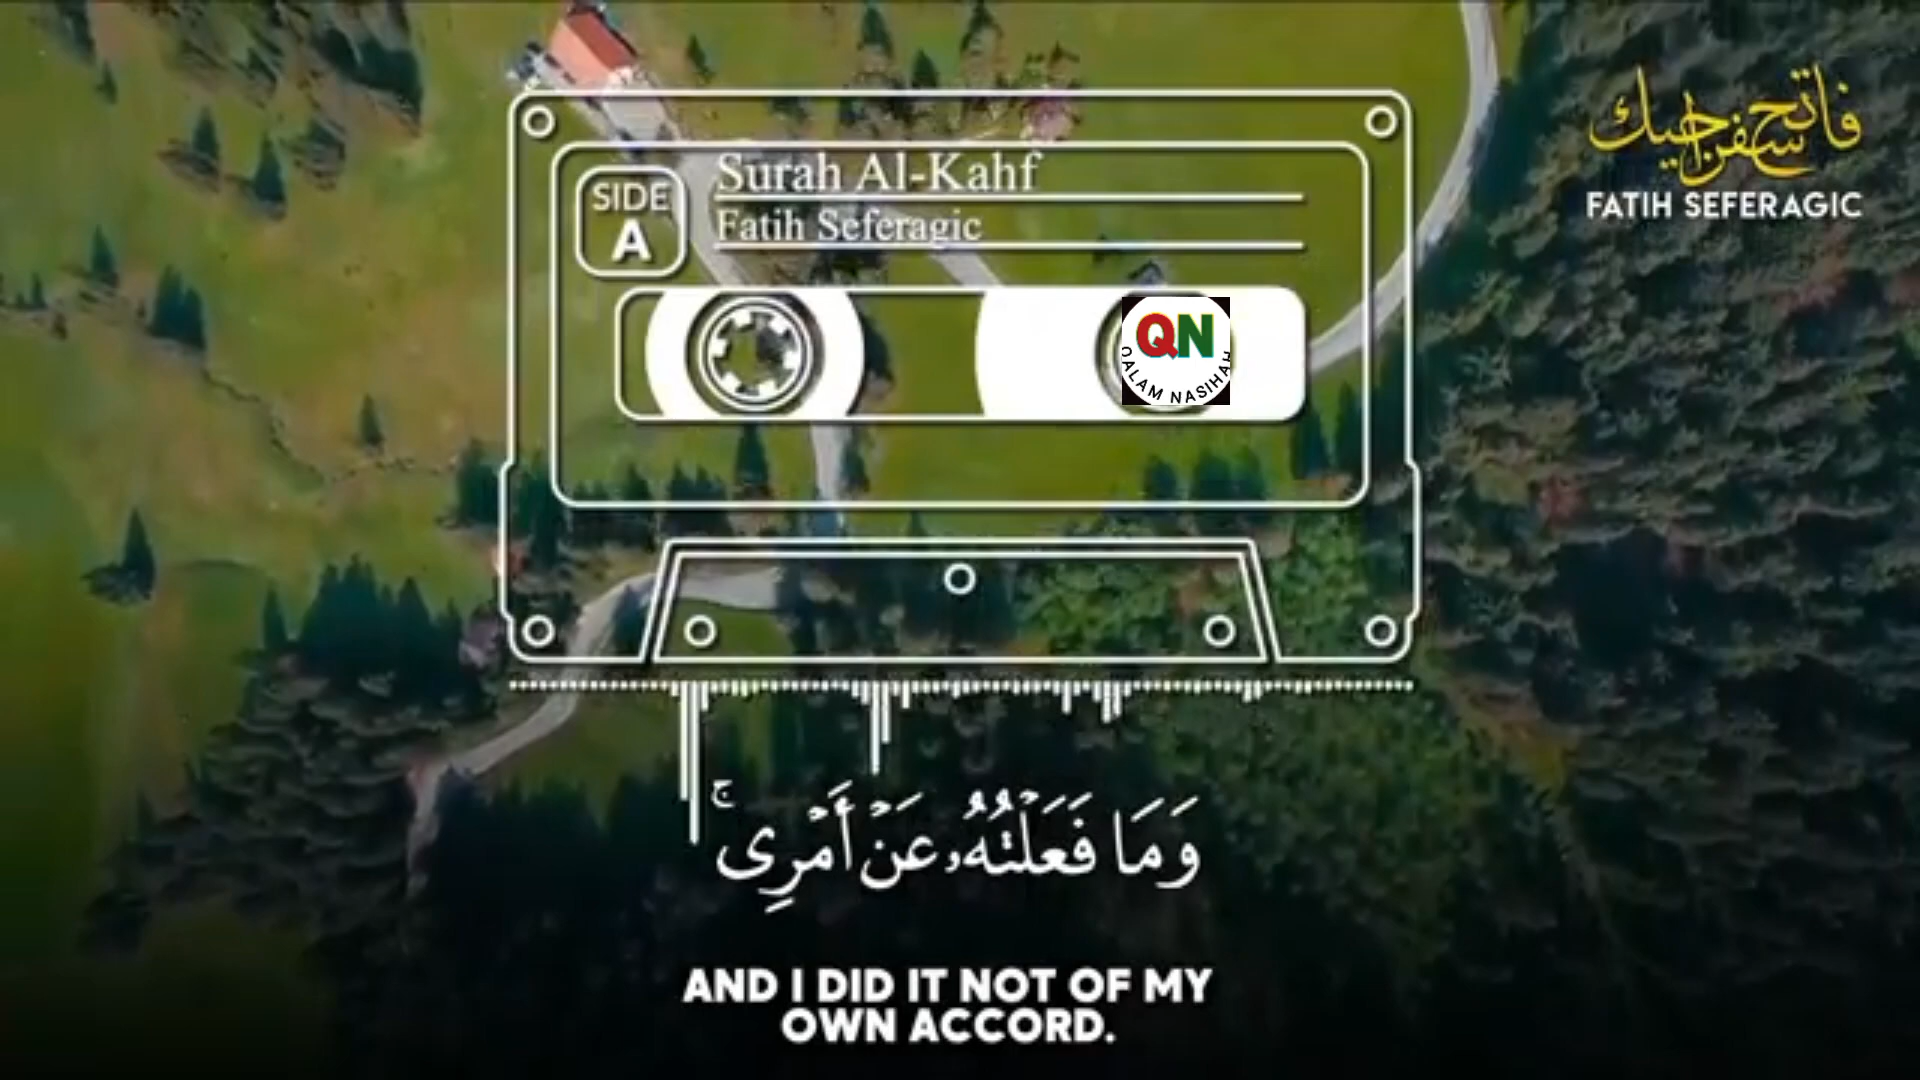 Surah Al-Kahf
SIDE
A
Fatih Seferagic
فاتح سفراجيك
FATIH SEFERAGIC
QN
QALAM NASIHAH
وَمَا فَعَلْتُهُۥ عَنْ أَمْرِى ۚ
AND I DID IT NOT OF MY
OWN ACCORD.